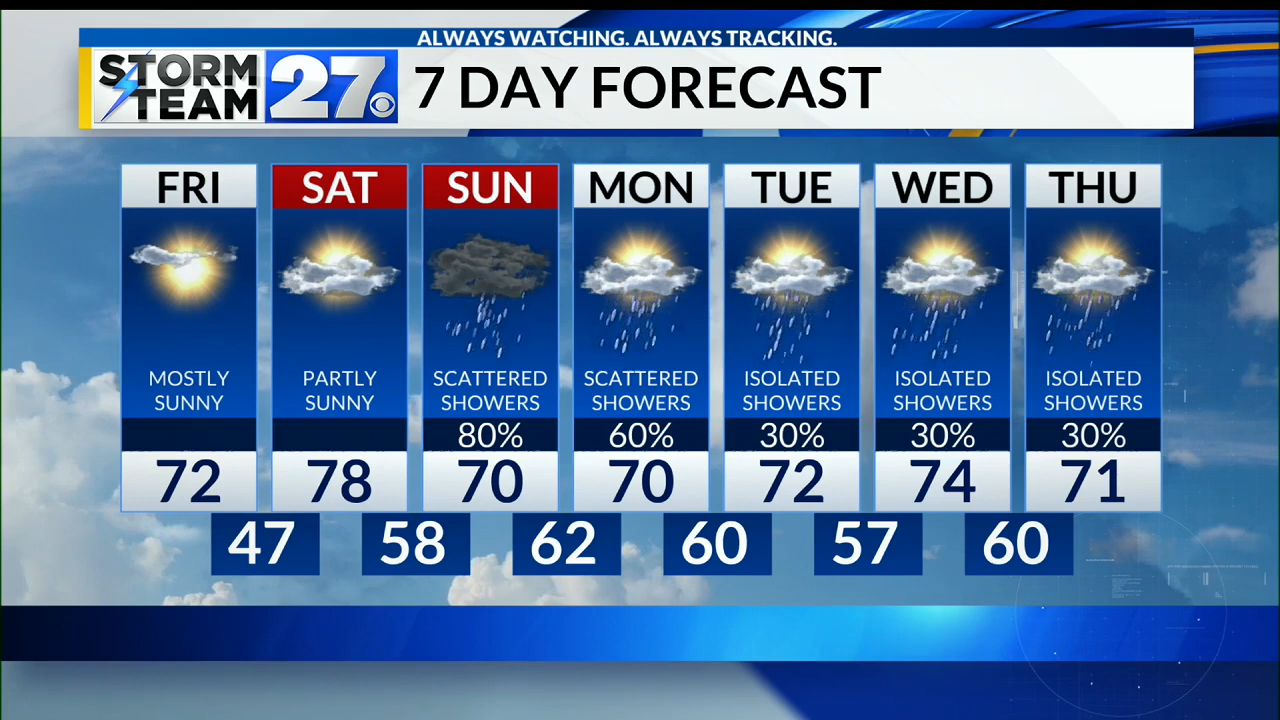 ALWAYS WATCHING. ALWAYS TRACKING.
STORM
TEAM
27
7 DAY FORECAST
FRI SAT SUN MON TUE WED THU
MOSTLY PARTLY SCATTERED SCATTERED ISOLATED ISOLATED ISOLATED
SUNNY SUNNY SHOWERS SHOWERS SHOWERS SHOWERS SHOWERS
80% 60% 30% 30% 30%
72 78 70 70 72 74 71
47 58 62 60 57 60